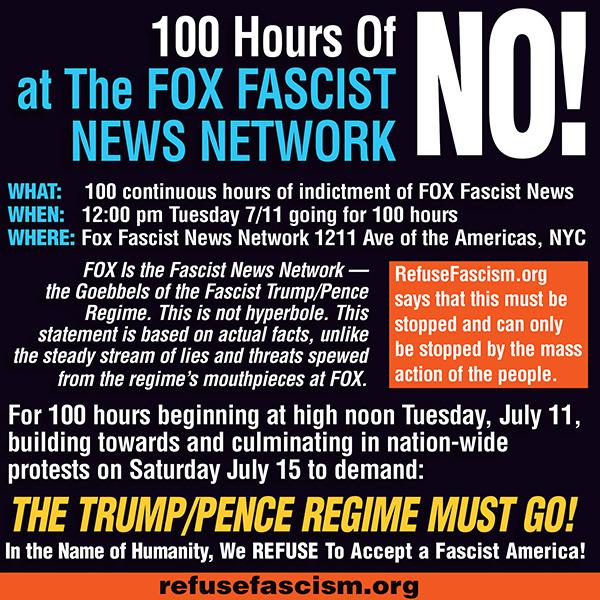 100 Hours Of NO!
at The FOX FASCIST
NEWS NETWORK
WHAT: 100 continuous hours of indictment of FOX Fascist News
WHEN: 12:00 pm Tuesday 7/11 going for 100 hours
WHERE: Fox Fascist News Network 1211 Ave of the Americas, NYC
FOX Is the Fascist News Network —
the Goebbels of the Fascist Trump/Pence
Regime. This is not hyperbole. This
statement is based on actual facts, unlike
the steady stream of lies and threats spewed
from the regime's mouthpieces at FOX.
RefuseFascism.org
says that this must be
stopped and can only
be stopped by the mass
action of the people.
For 100 hours beginning at high noon Tuesday, July 11,
building towards and culminating in nation-wide
protests on Saturday July 15 to demand:
THE TRUMP/PENCE REGIME MUST GO!
In the Name of Humanity, We REFUSE To Accept a Fascist America!
refusefascism.org